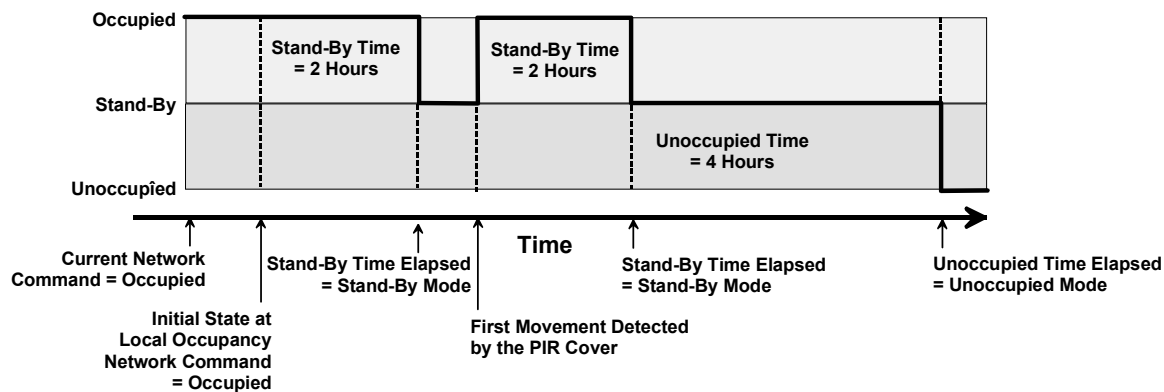 Occupied
Stand-By Time
= 2 Hours
Stand-By Time
= 2 Hours
Stand-By
Unoccupied Time
= 4 Hours
Unoccupîed
Time
Current Network
Command = Occupied
Stand-By Time Elapsed
= Stand-By Mode
Stand-By Time Elapsed
= Stand-By Mode
Unoccupied Time Elapsed
= Unoccupied Mode
Initial State at
Local Occupancy
Network Command
= Occupied
First Movement Detected
by the PIR Cover